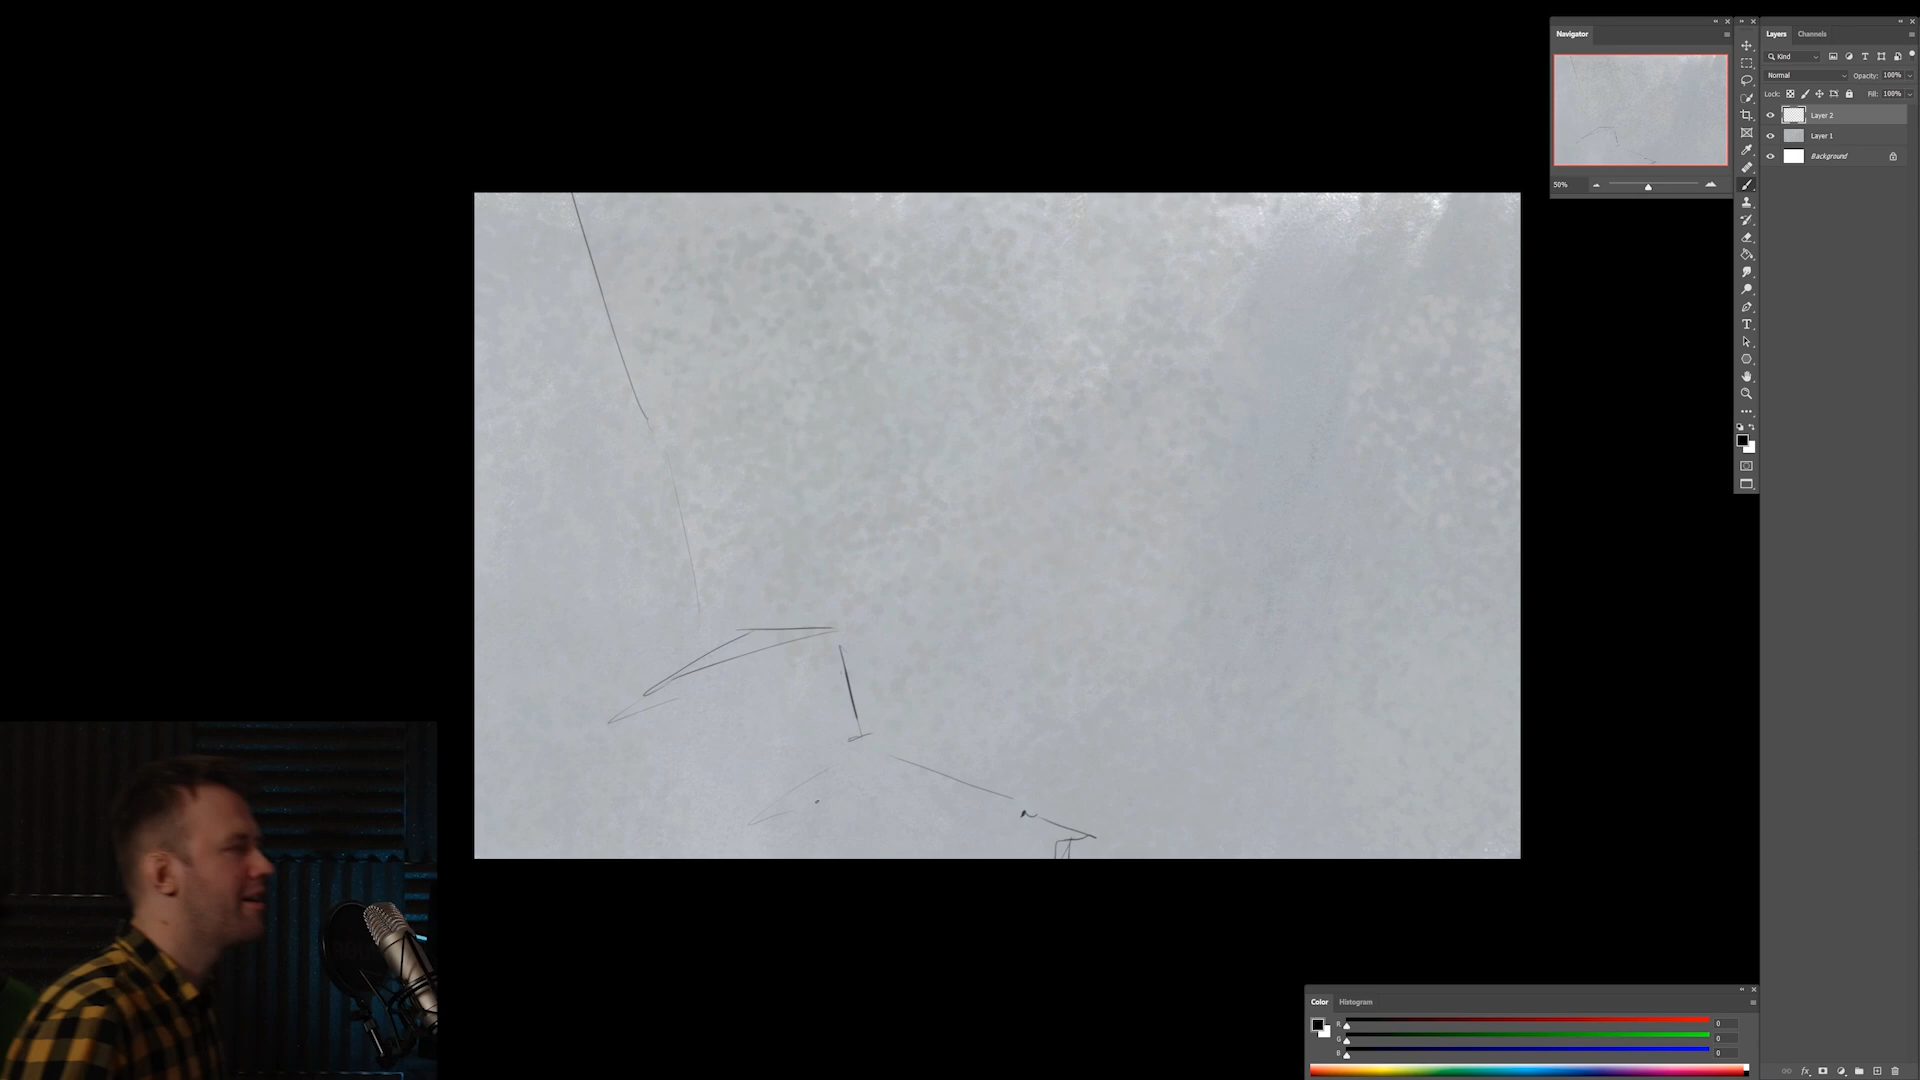 Navigator
50%
Layers Channels
Kind
Normal Opacity: 100%
Lock: Fill: 100%
Layer 2
Layer 1
Background
Color Histogram
R 0
G 0
B 0